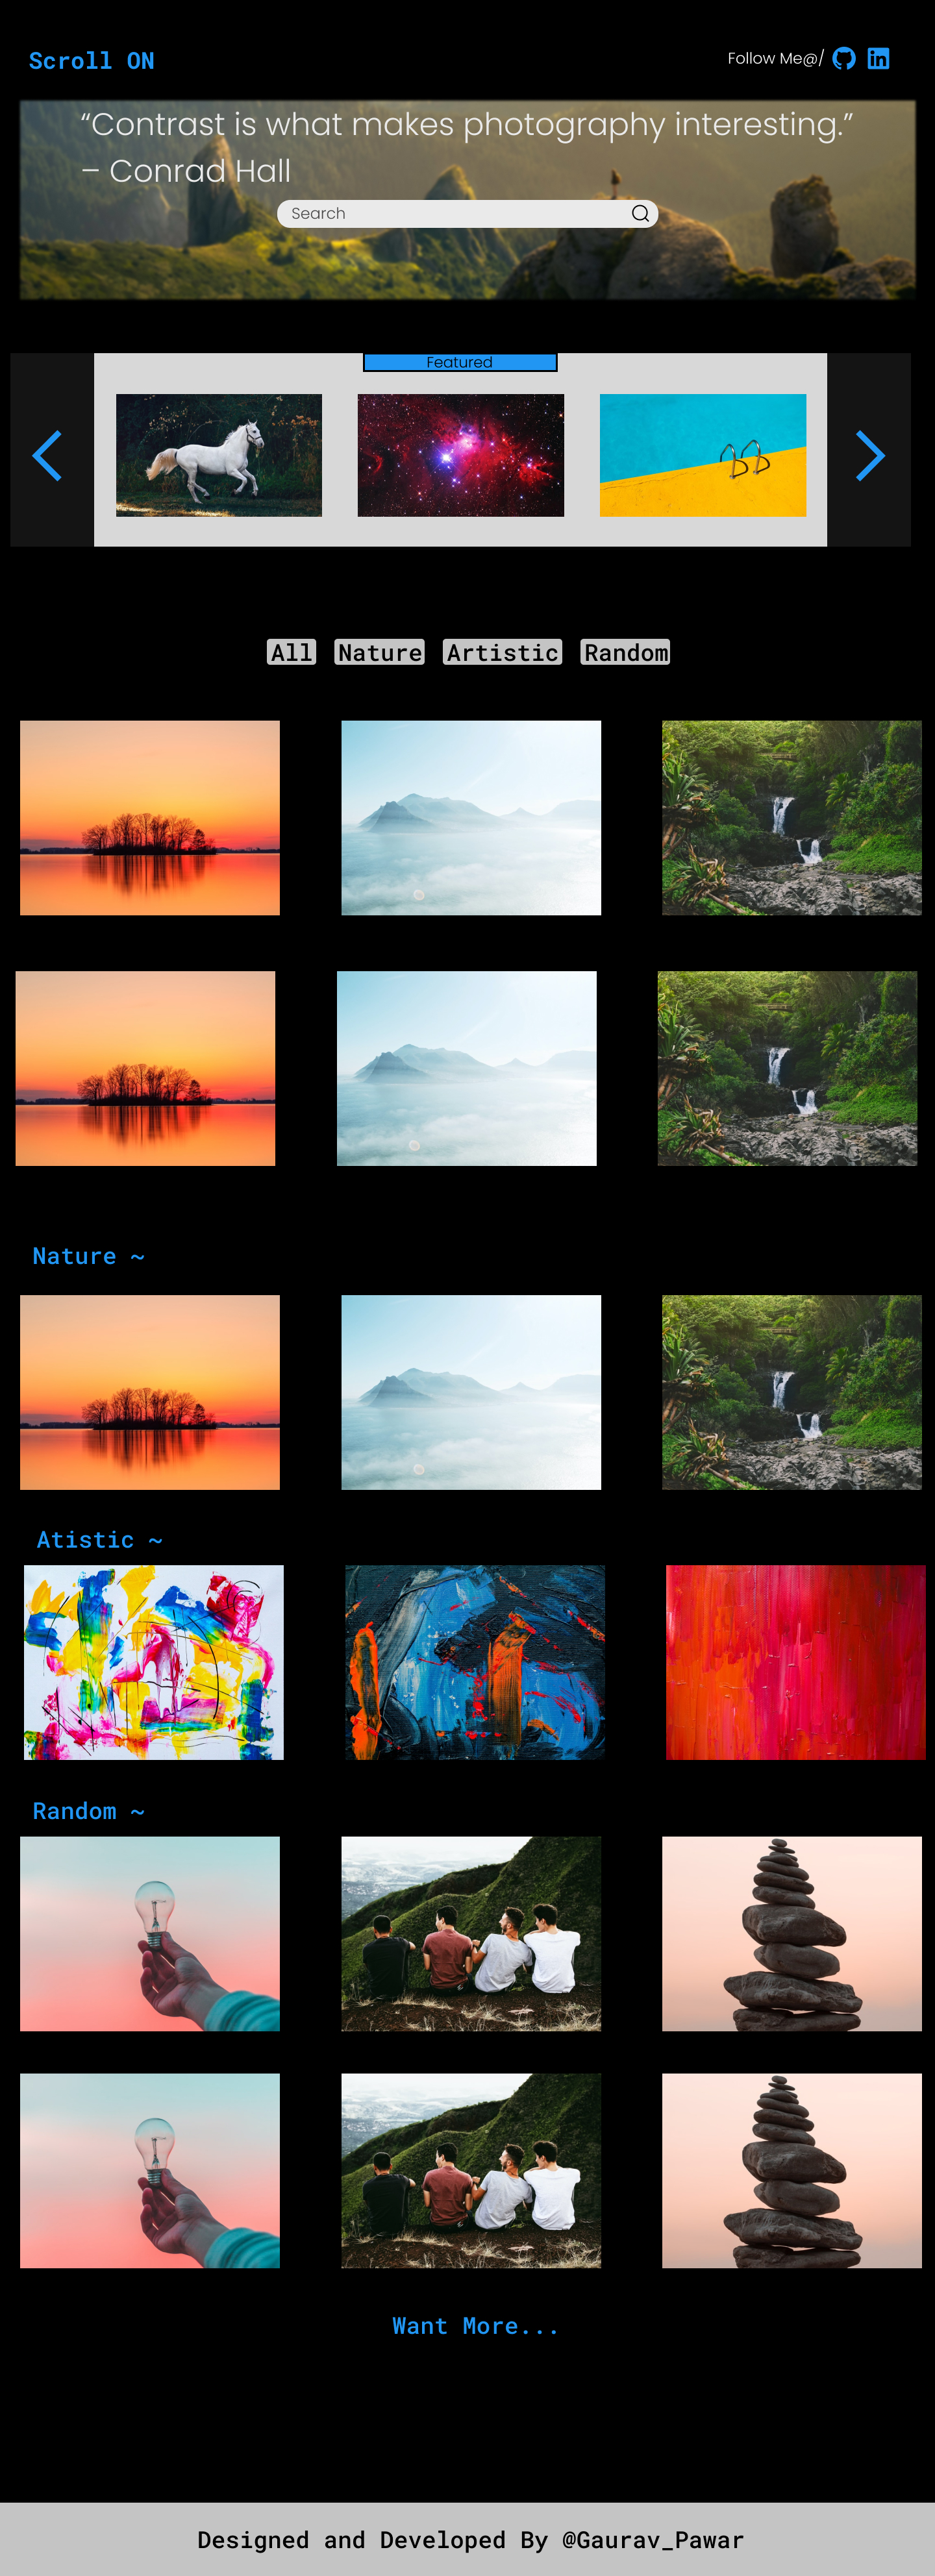 Scroll ON
Follow Me@/
“Contrast is what makes photography interesting.”
– Conrad Hall
Search
Featured
All Nature Artistic Random
Nature ~
Atistic ~
Random ~
Want More...
Designed and Developed By @Gaurav_Pawar